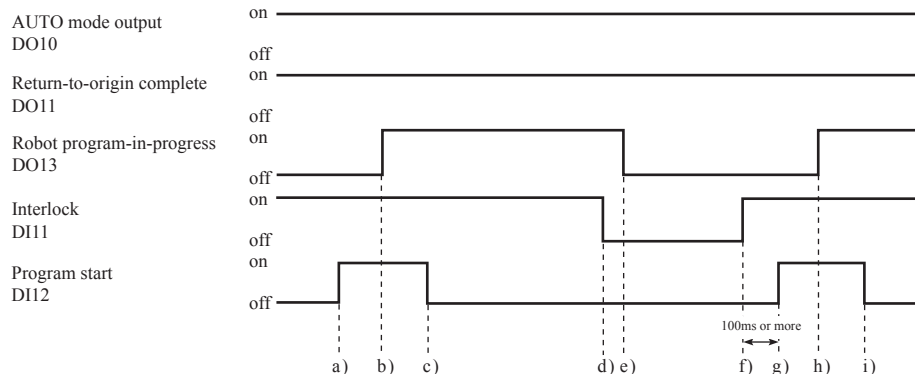 AUTO mode output
DO10
on
off
Return-to-origin complete
DO11
on
off
Robot program-in-progress
DO13
on
off
Interlock
DI11
on
off
Program start
DI12
on
off
100ms or more
a) b) c) d) e) f) g) h) i)